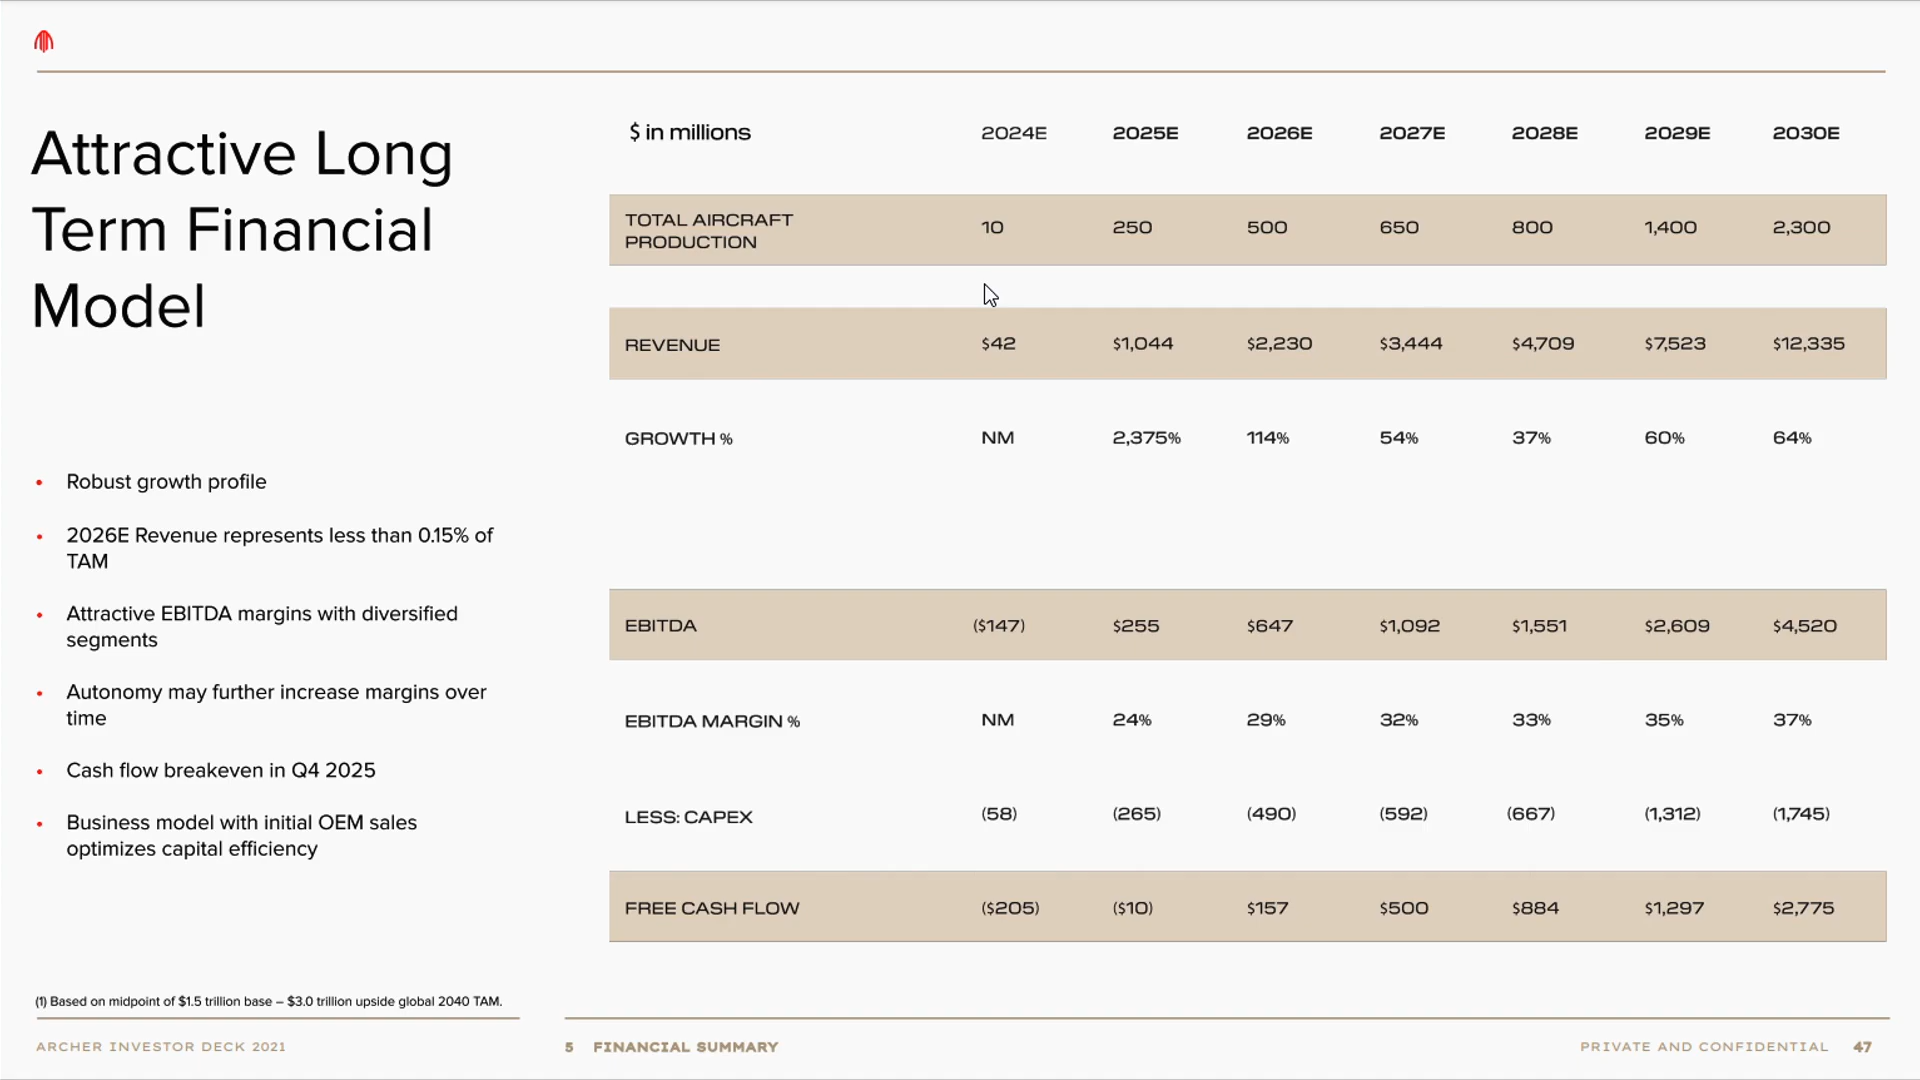 Attractive Long
Term Financial
Model
• Robust growth profile
• 2026E Revenue represents less than 0.15% of
TAM
• Attractive EBITDA margins with diversified
segments
• Autonomy may further increase margins over
time
• Cash flow breakeven in Q4 2025
• Business model with initial OEM sales
optimizes capital efficiency
(1) Based on midpoint of $1.5 trillion base – $3.0 trillion upside global 2040 TAM.
$ in millions 2024E 2025E 2026E 2027E 2028E 2029E 2030E
TOTAL AIRCRAFT
PRODUCTION 10 250 500 650 800 1,400 2,300
REVENUE $42 $1,044 $2,230 $3,444 $4,709 $7,523 $12,335
GROWTH % NM 2,375% 114% 54% 37% 60% 64%
EBITDA ($147) $255 $647 $1,092 $1,551 $2,609 $4,520
EBITDA MARGIN % NM 24% 29% 32% 33% 35% 37%
LESS: CAPEX (58) (265) (490) (592) (667) (1,312) (1,745)
FREE CASH FLOW ($205) ($10) $157 $500 $884 $1,297 $2,775
ARCHER INVESTOR DECK 2021 5 FINANCIAL SUMMARY PRIVATE AND CONFIDENTIAL 47